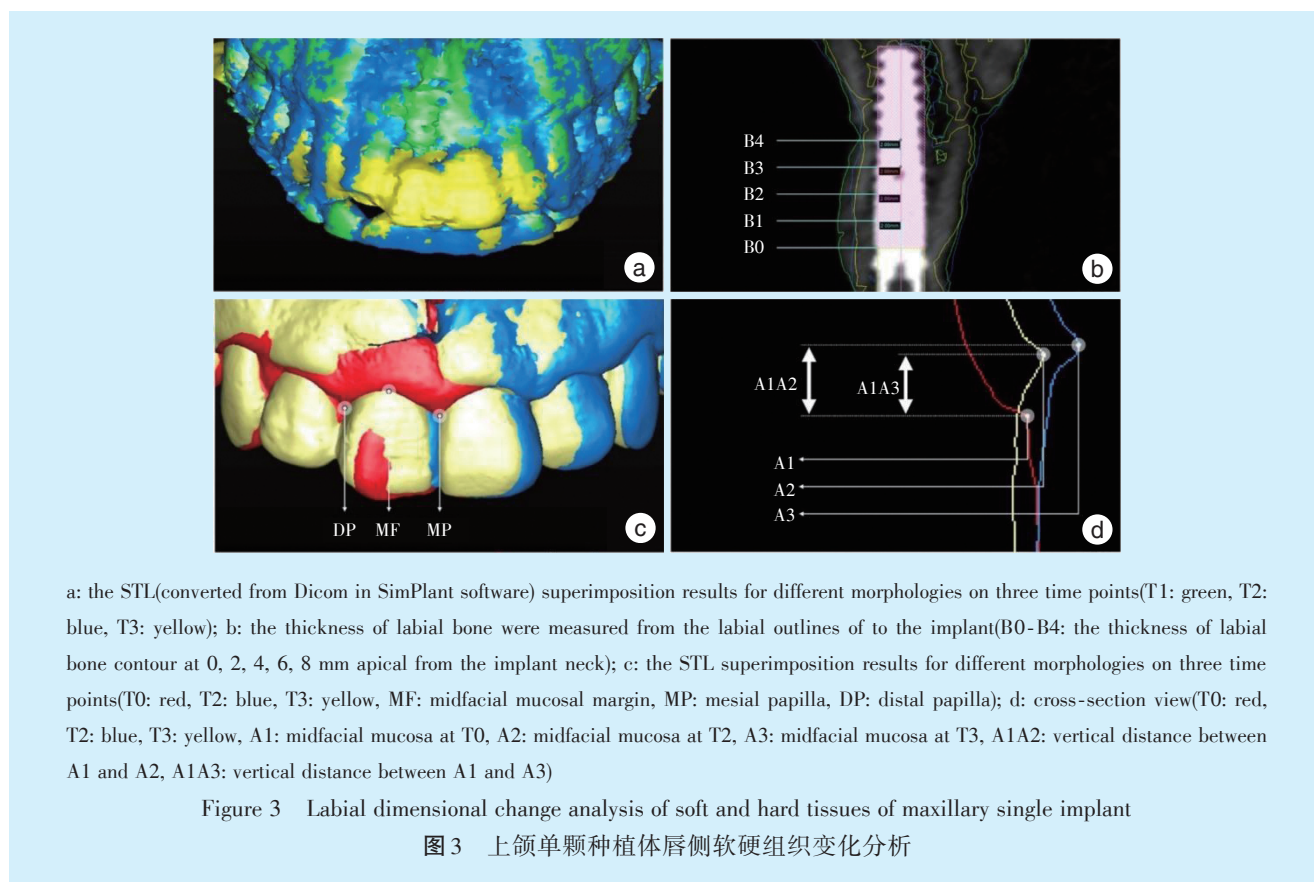 a
B4
B3
B2
B1
B0
b
DP MF MP
c
A1A2
A1A3
A1
A2
A3
d
a: the STL(converted from Dicom in SimPlant software) superimposition results for different morphologies on three time points(T1: green, T2:
blue, T3: yellow); b: the thickness of labial bone were measured from the labial outlines of to the implant(B0-B4: the thickness of labial
bone contour at 0, 2, 4, 6, 8 mm apical from the implant neck); c: the STL superimposition results for different morphologies on three time
points(T0: red, T2: blue, T3: yellow, MF: midfacial mucosal margin, MP: mesial papilla, DP: distal papilla); d: cross-section view(T0: red,
T2: blue, T3: yellow, A1: midfacial mucosa at T0, A2: midfacial mucosa at T2, A3: midfacial mucosa at T3, A1A2: vertical distance between
A1 and A2, A1A3: vertical distance between A1 and A3)
Figure 3 Labial dimensional change analysis of soft and hard tissues of maxillary single implant
图3 上颌单颗种植体唇侧软硬组织变化分析